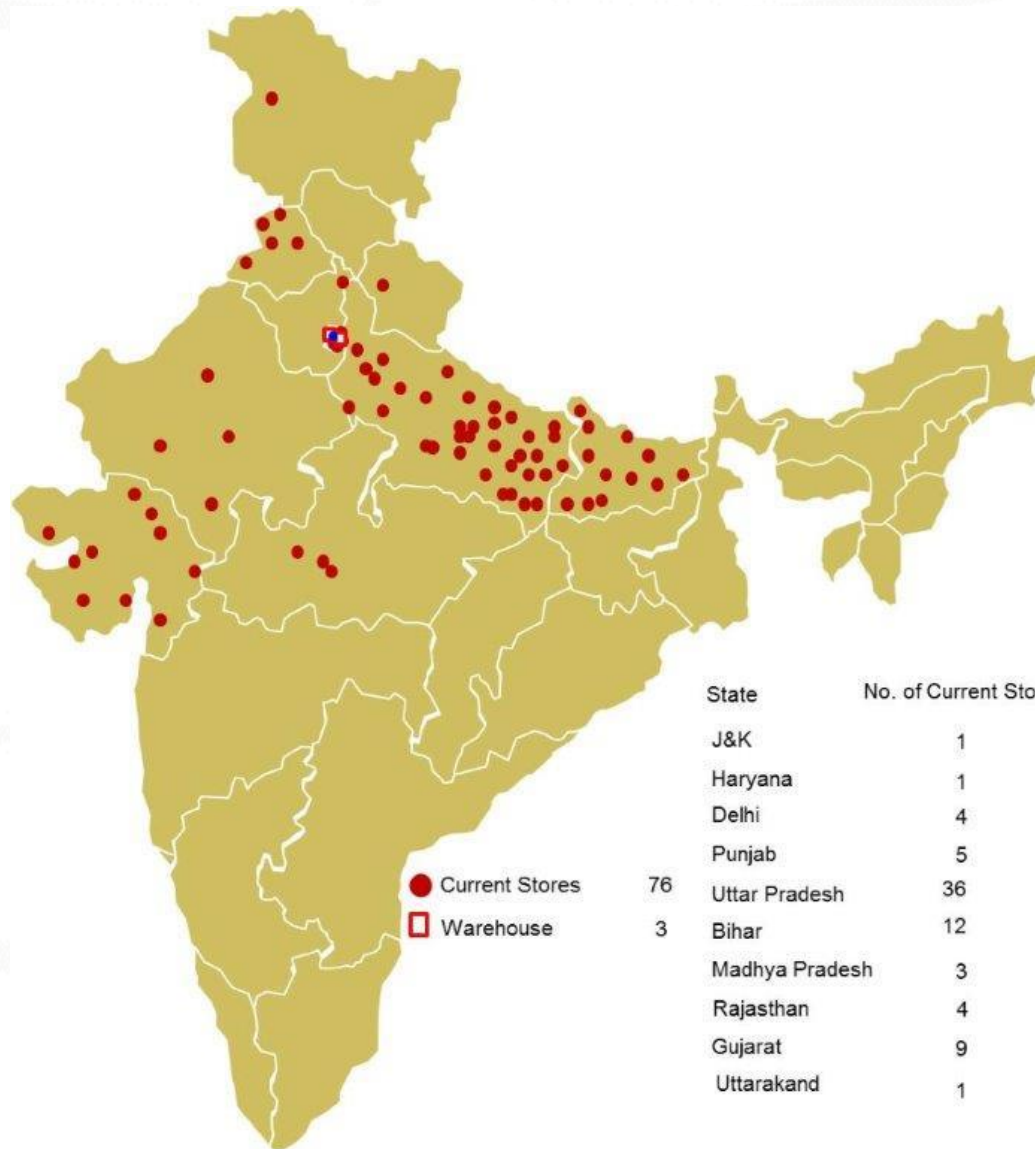 State No. of Current Sto
J&K 1
Haryana 1
Delhi 4
Punjab 5
Current Stores 76
Uttar Pradesh 36
Warehouse 3
Bihar 12
Madhya Pradesh 3
Rajasthan 4
Gujarat 9
Uttarakand 1